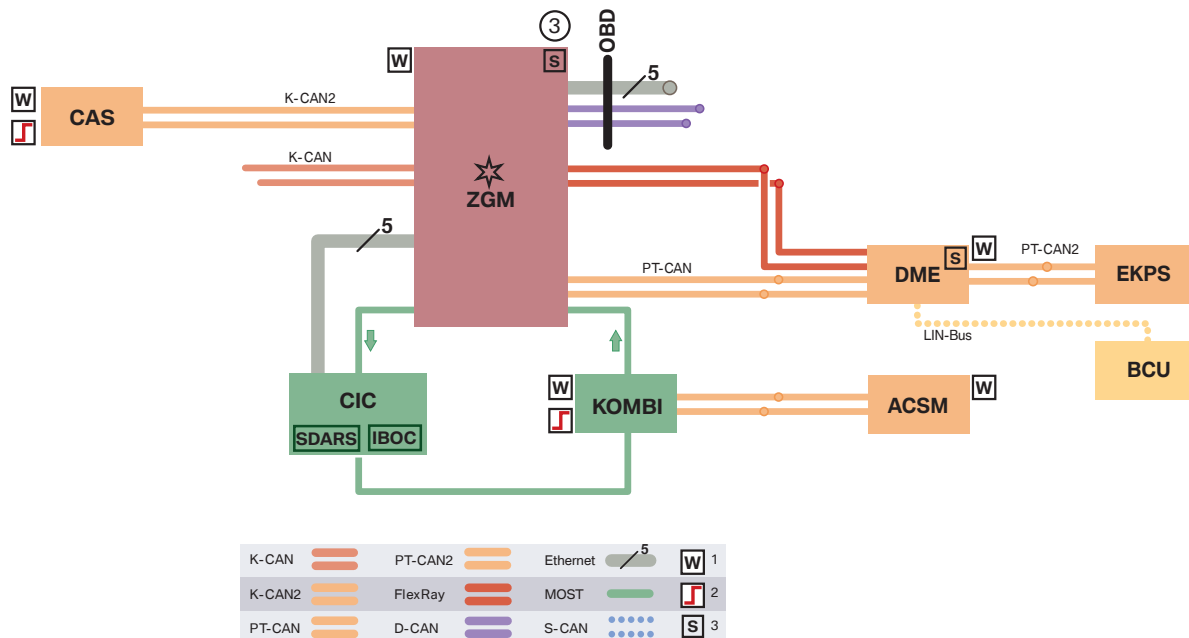 3
OBD
W
S
5
W
CAS
K-CAN2
K-CAN
ZGM
5
PT-CAN
W
PT-CAN2
DME
S
EKPS
LIN-Bus
BCU
CIC
SDARS
IBOC
W
KOMBI
ACSM
W
K-CAN
PT-CAN2
Ethernet
5
W
1
K-CAN2
FlexRay
MOST
2
PT-CAN
D-CAN
S-CAN
S
3